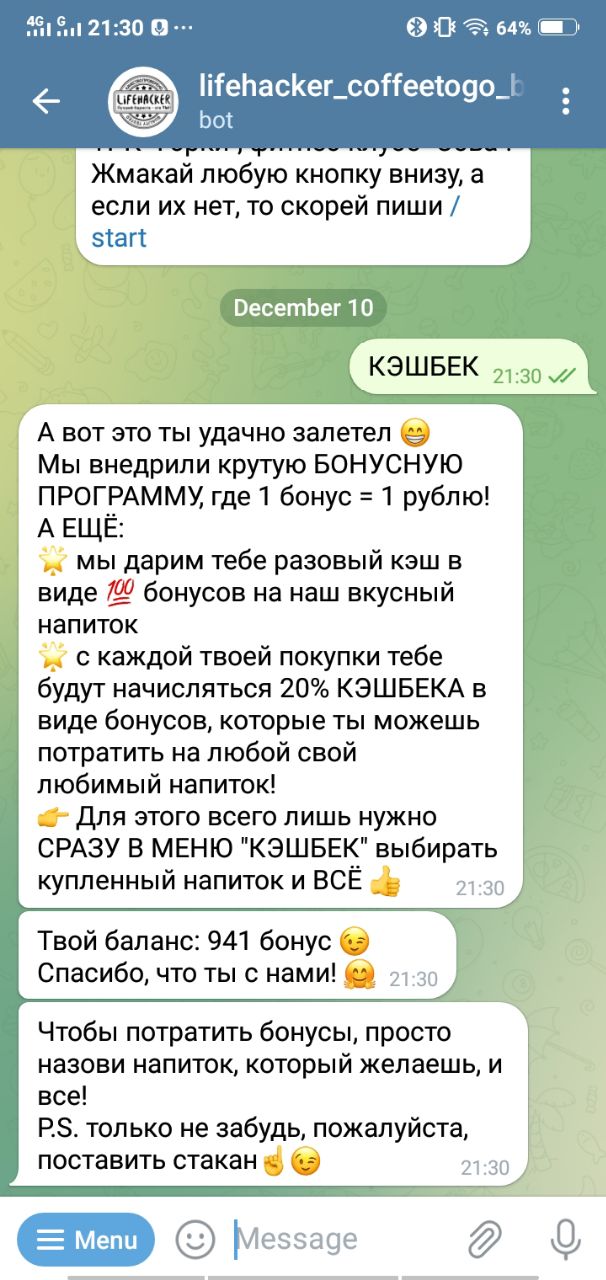 4G G 21:30 ··· 64%
LIFEHACKER
lifehacker_coffeetogo_b
bot
Жмакай любую кнопку внизу, а
если их нет, то скорей пиши /
start
December 10
КЭШБЕК 21:30
А вот это ты удачно залетел 😁
Мы внедрили крутую БОНУСНУЮ
ПРОГРАММУ, где 1 бонус = 1 рублю!
А ЕЩЁ:
🌟 мы дарим тебе разовый кэш в
виде 💯 бонусов на наш вкусный
напиток
🌟 с каждой твоей покупки тебе
будут начисляться 20% КЭШБЕКА в
виде бонусов, которые ты можешь
потратить на любой свой
любимый напиток!
👉 Для этого всего лишь нужно
СРАЗУ В МЕНЮ "КЭШБЕК" выбирать
купленный напиток и ВСЁ 👍 21:30
Твой баланс: 941 бонус 😉
Спасибо, что ты с нами! 🤗 21:30
Чтобы потратить бонусы, просто
назови напиток, который желаешь, и
все!
P.S. только не забудь, пожалуйста,
поставить стакан☝️😉 21:30
Menu Message